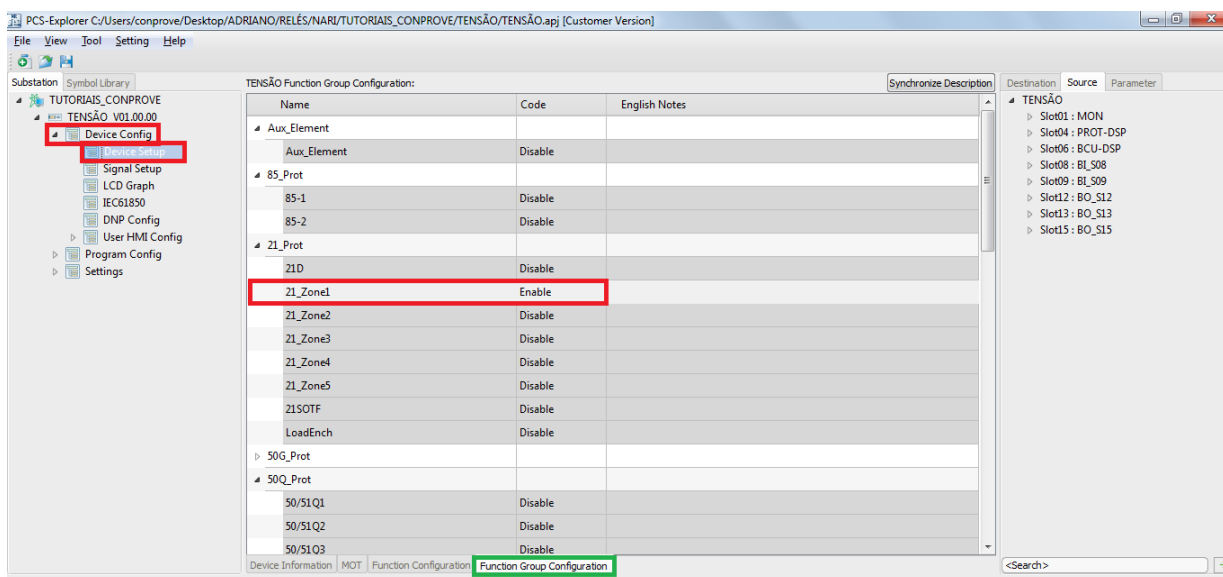 PCS-Explorer C:/Users/conprove/Desktop/ADRIANO/RELÉS/NARI/TUTORIAIS_CONPROVE/TENSÃO/TENSÃO.apj [Customer Version]
File View Tool Setting Help
Substation Symbol Library
TUTORIAIS_CONPROVE
TENSÃO V01.00.00
Device Config
Device Setup
Signal Setup
LCD Graph
IEC61850
DNP Config
User HMI Config
Program Config
Settings
TENSÃO Function Group Configuration: Synchronize Description
Name Code English Notes
Aux_Element
Aux_Element Disable
85_Prot
85-1 Disable
85-2 Disable
21_Prot
21D Disable
21_Zone1 Enable
21_Zone2 Disable
21_Zone3 Disable
21_Zone4 Disable
21_Zone5 Disable
21SOTF Disable
LoadEnch Disable
50G_Prot
50Q_Prot
50/51Q1 Disable
50/51Q2 Disable
50/51Q3 Disable
Device Information MOT Function Configuration Function Group Configuration
Destination Source Parameter
TENSÃO
Slot01 : MON
Slot04 : PROT-DSP
Slot06 : BCU-DSP
Slot08 : BI_S08
Slot09 : BI_S09
Slot12 : BO_S12
Slot13 : BO_S13
Slot15 : BO_S15
<Search>